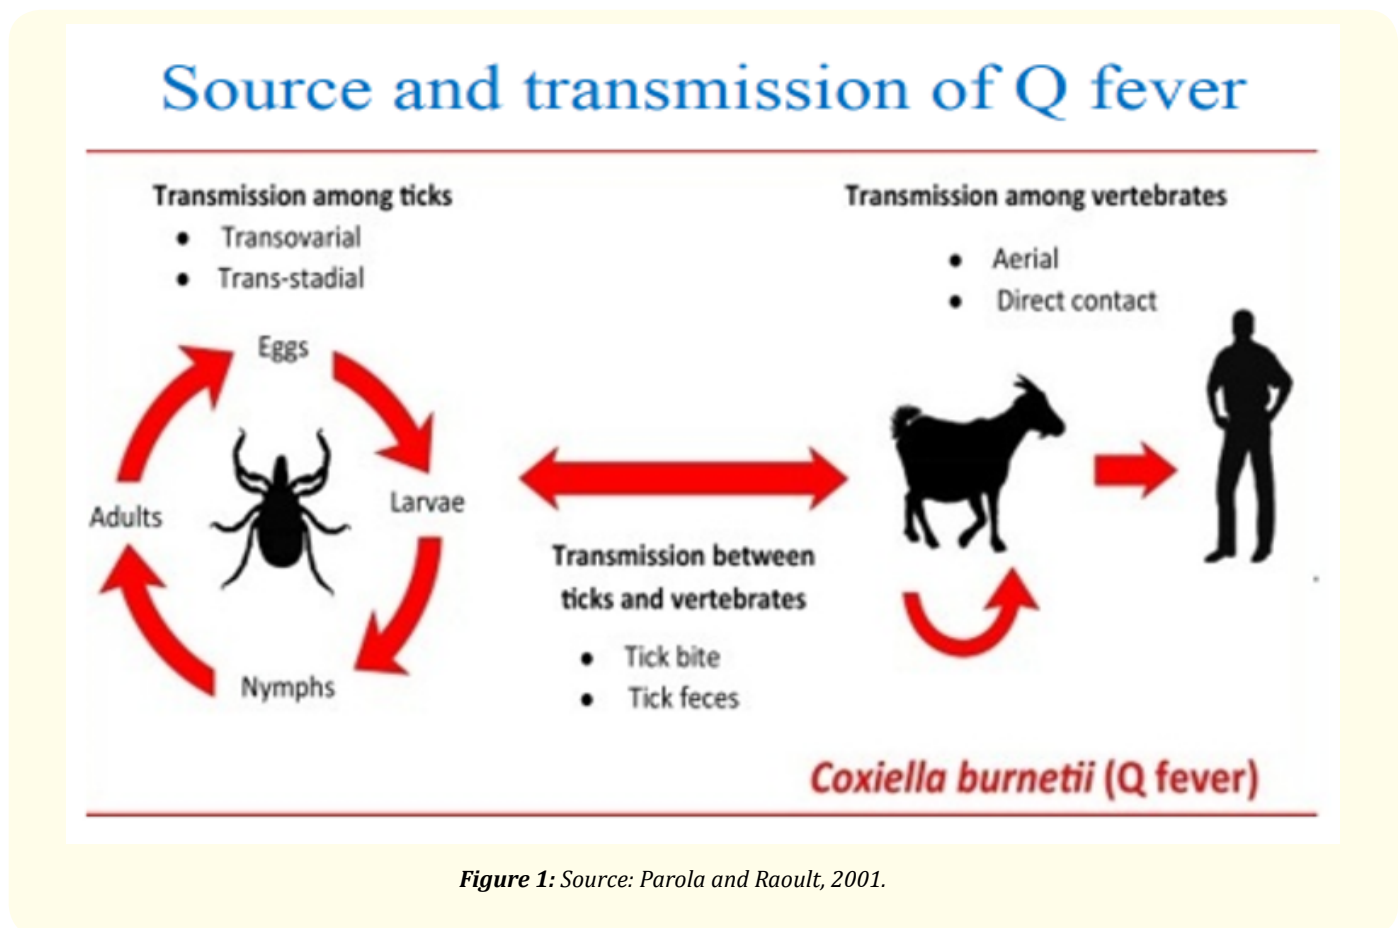 Source and transmission of Q fever
Transmission among ticks
● Transovarial
● Trans-stadial
Eggs
Larvae
Nymphs
Adults
Transmission between
ticks and vertebrates
● Tick bite
● Tick feces
Transmission among vertebrates
● Aerial
● Direct contact
Coxiella burnetii (Q fever)
Figure 1: Source: Parola and Raoult, 2001.